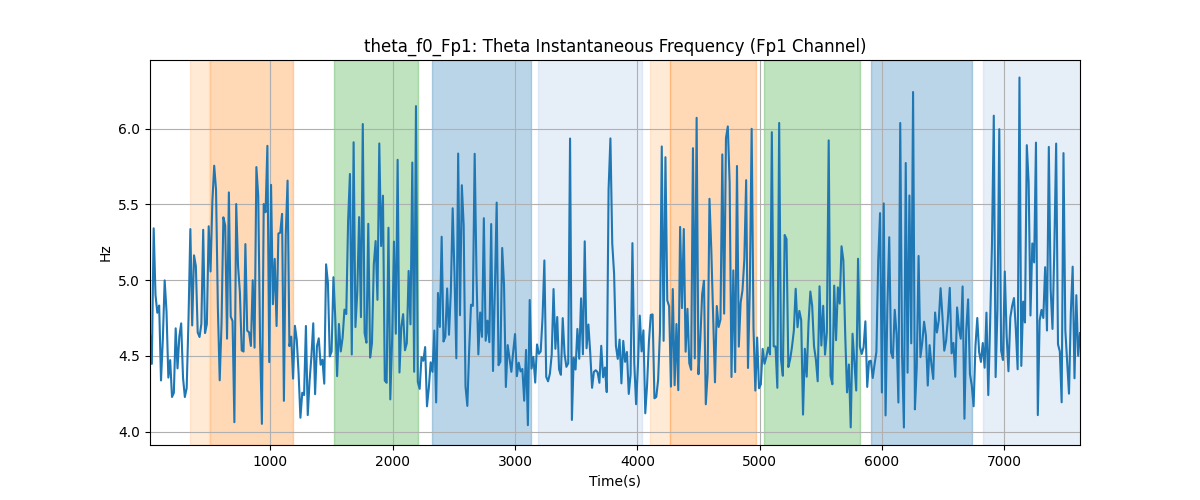 theta_f0_Fp1: Theta Instantaneous Frequency (Fp1 Channel)
6.0
5.5
5.0
4.5
4.0
Hz
1000 2000 3000 4000 5000 6000 7000
Time(s)